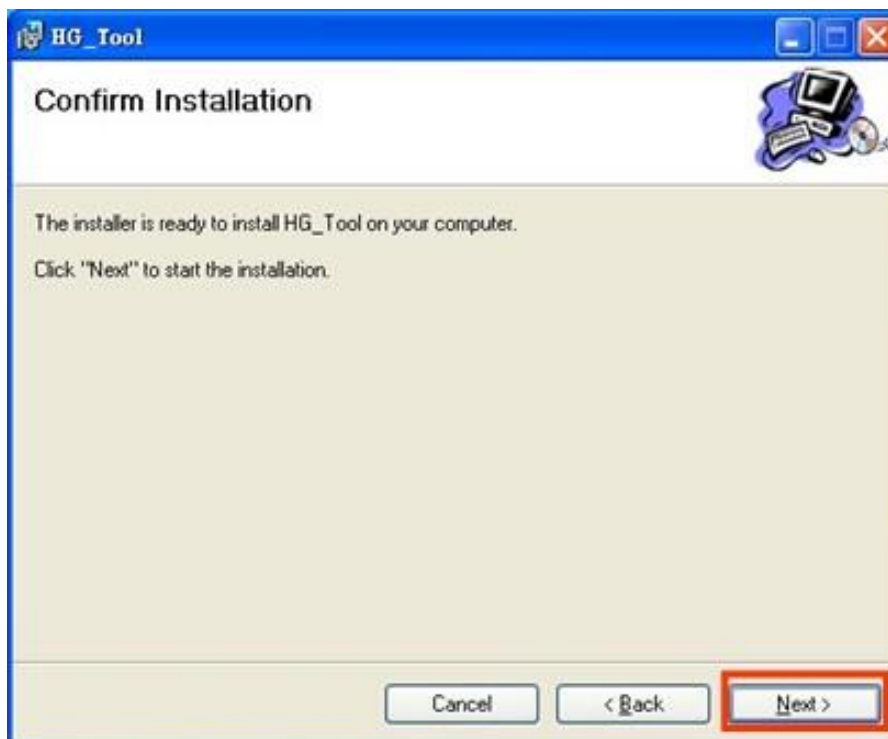 HG_Tool
Confirm Installation
The installer is ready to install HG_Tool on your computer.
Click "Next" to start the installation.
Cancel
< Back
Next >